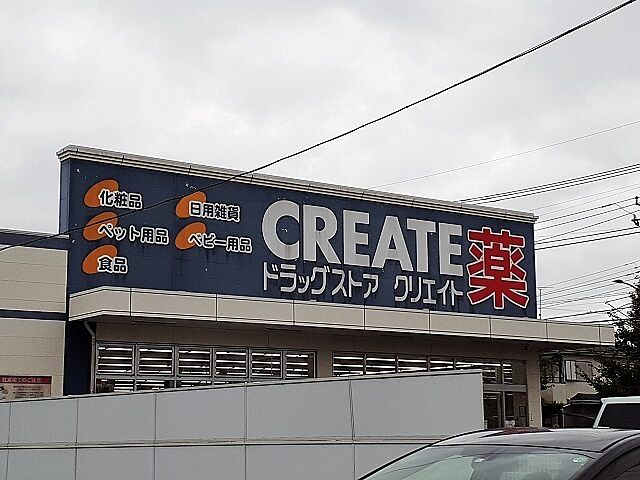 化粧品
日用雑貨
ペット用品
ベビー用品
食品
CREATE
ドラッグストア クリエイト
薬